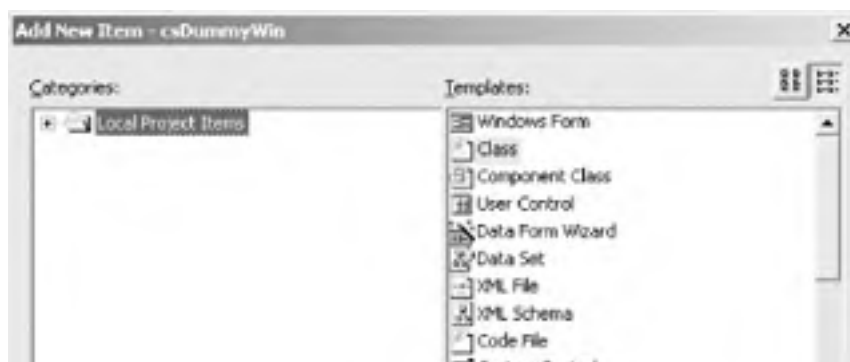 Add New Item - csDummyWin
Categories:
Templates:
Local Project Items
Windows Form
Class
Component Class
User Control
Data Form Wizard
Data Set
XML File
XML Schema
Code File